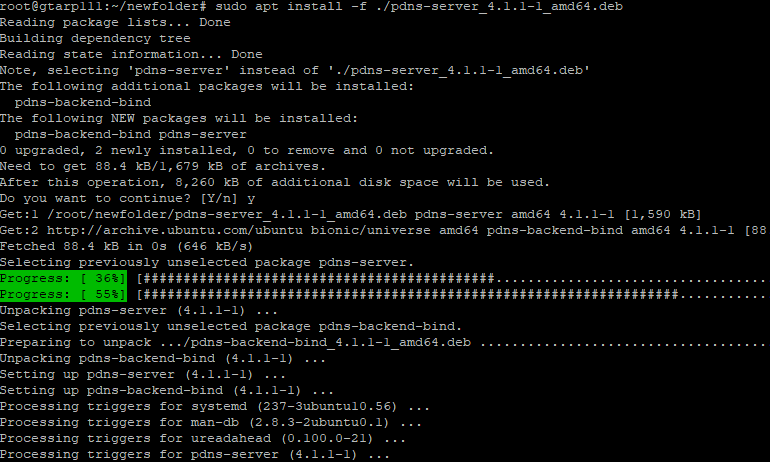 root@gtarp111:~/newfolder# sudo apt install -f ./pdns-server_4.1.1-1_amd64.deb
Reading package lists... Done
Building dependency tree
Reading state information... Done
Note, selecting 'pdns-server' instead of './pdns-server_4.1.1-1_amd64.deb'
The following additional packages will be installed:
  pdns-backend-bind
The following NEW packages will be installed:
  pdns-backend-bind pdns-server
0 upgraded, 2 newly installed, 0 to remove and 0 not upgraded.
Need to get 88.4 kB/1,679 kB of archives.
After this operation, 8,260 kB of additional disk space will be used.
Do you want to continue? [Y/n] y
Get:1 /root/newfolder/pdns-server_4.1.1-1_amd64.deb pdns-server amd64 4.1.1-1 [1,590 kB]
Get:2 http://archive.ubuntu.com/ubuntu bionic/universe amd64 pdns-backend-bind amd64 4.1.1-1 [88
Fetched 88.4 kB in 0s (646 kB/s)
Selecting previously unselected package pdns-server.
Progress: [ 36%] [############################################..................................
Progress: [ 55%] [###################################################################...........
Unpacking pdns-server (4.1.1-1) ...
Selecting previously unselected package pdns-backend-bind.
Preparing to unpack .../pdns-backend-bind_4.1.1-1_amd64.deb ....................................
Unpacking pdns-backend-bind (4.1.1-1) ...
Setting up pdns-server (4.1.1-1) ...
Setting up pdns-backend-bind (4.1.1-1) ...
Processing triggers for systemd (237-3ubuntu10.56) ...
Processing triggers for man-db (2.8.3-2ubuntu0.1) ...
Processing triggers for ureadahead (0.100.0-21) ...
Processing triggers for pdns-server (4.1.1-1) ...